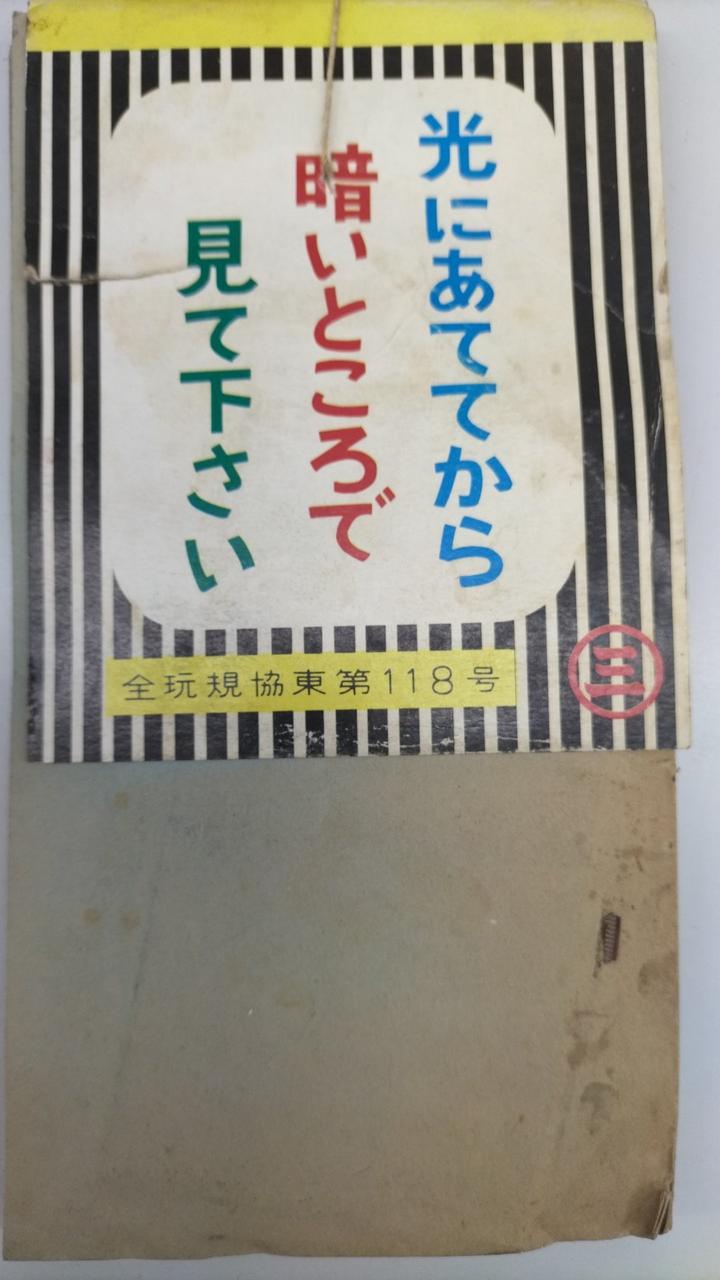 光にあててから
暗いところで
見て下さい
全玩規協東第118号
三